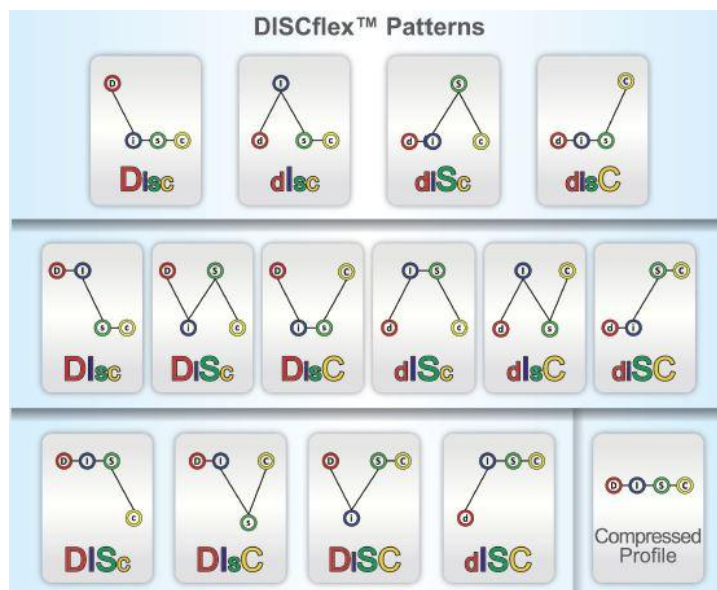 DISCflex™ Patterns
D
i s c
Disc
I
d s c
dIsc
S
d i c
diSc
C
d i s
disC
D I
s c
DIsc
D S
i c
DiSc
D C
i s
DisC
I S
d c
dISc
I C
d s
dIsC
S C
d i
diSC
D I S
c
DISc
D I C
s
DIsC
D S C
i
DiSC
I S C
d
dISC
D I S C
Compressed
Profile